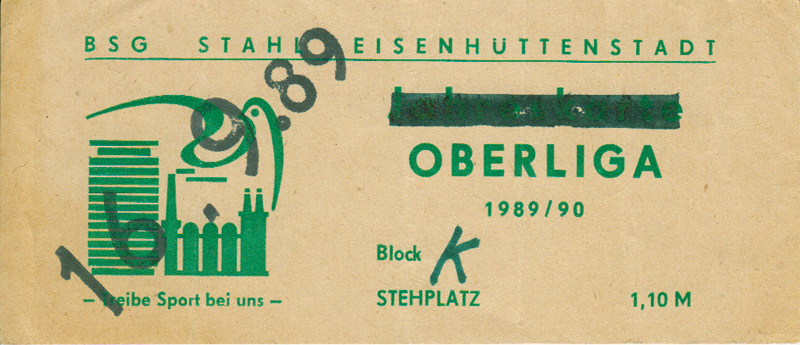 BSG STAHL EISENHÜTTENSTADT
16.9.89
OBERLIGA
1989/90
Block K
– Treibe Sport bei uns –
STEHPLATZ 1,10 M